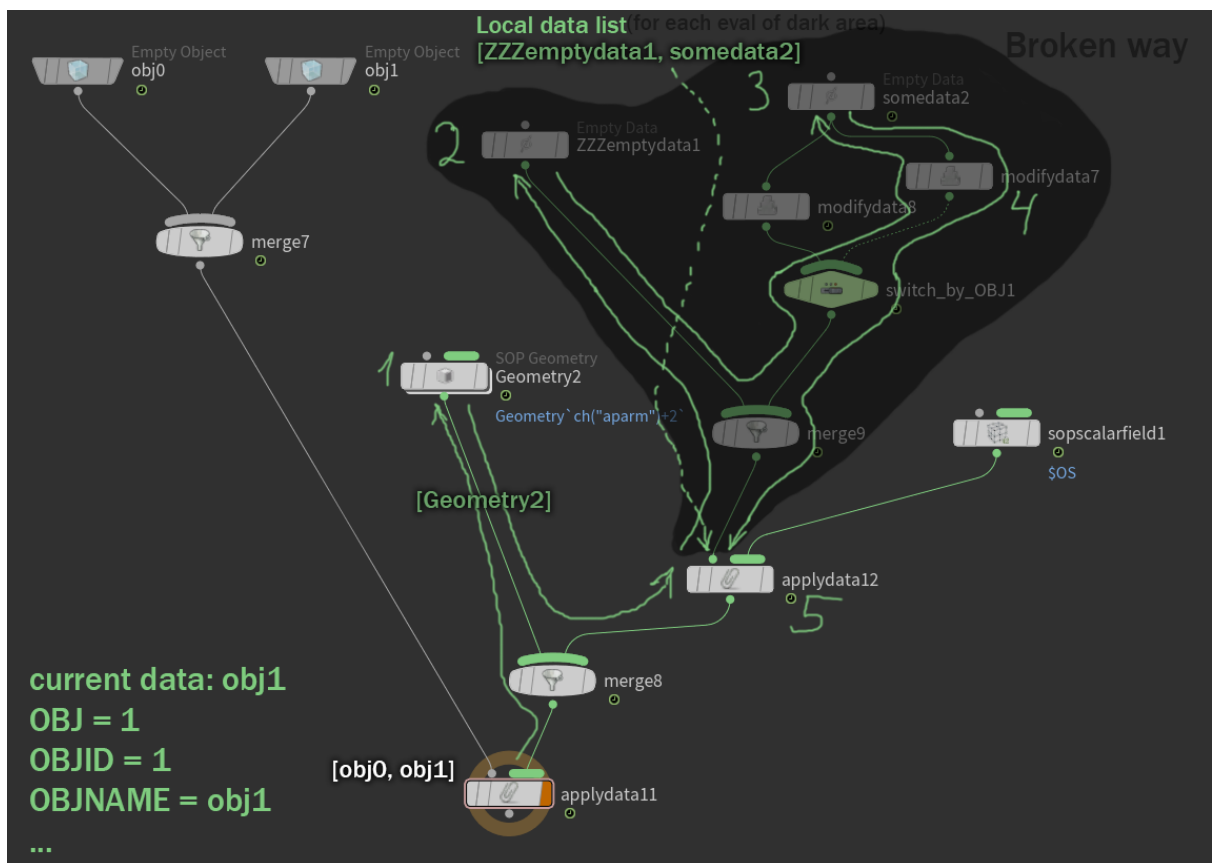 Local data list (for each eval of dark area)
[ZZZemptydata1, somedata2]
Broken way
Empty Object
obj0
Empty Object
obj1
3
Empty Data
somedata2
2
Empty Data
ZZZemptydata1
modifydata7
4
modifydata8
merge7
switch_by_OBJ1
1
SOP Geometry
Geometry2
Geometry`ch("aparm")+2`
merge9
sopscalarfield1
$OS
[Geometry2]
applydata12
5
merge8
current data: obj1
OBJ = 1
OBJID = 1
OBJNAME = obj1
...
[obj0, obj1]
applydata11